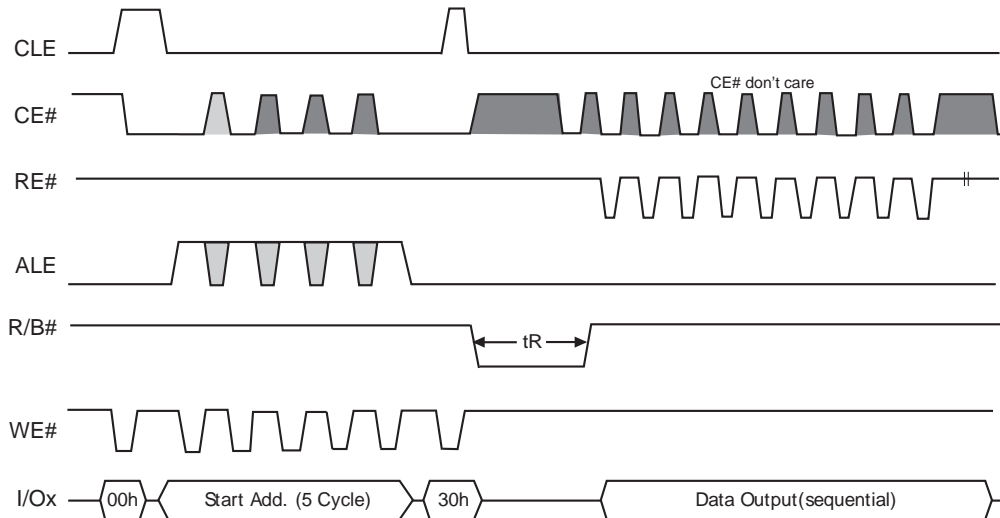 CLE
CE# don't care
CE#
RE#
ALE
R/B#
tR
WE#
I/Ox
00h
Start Add. (5 Cycle)
30h
Data Output(sequential)